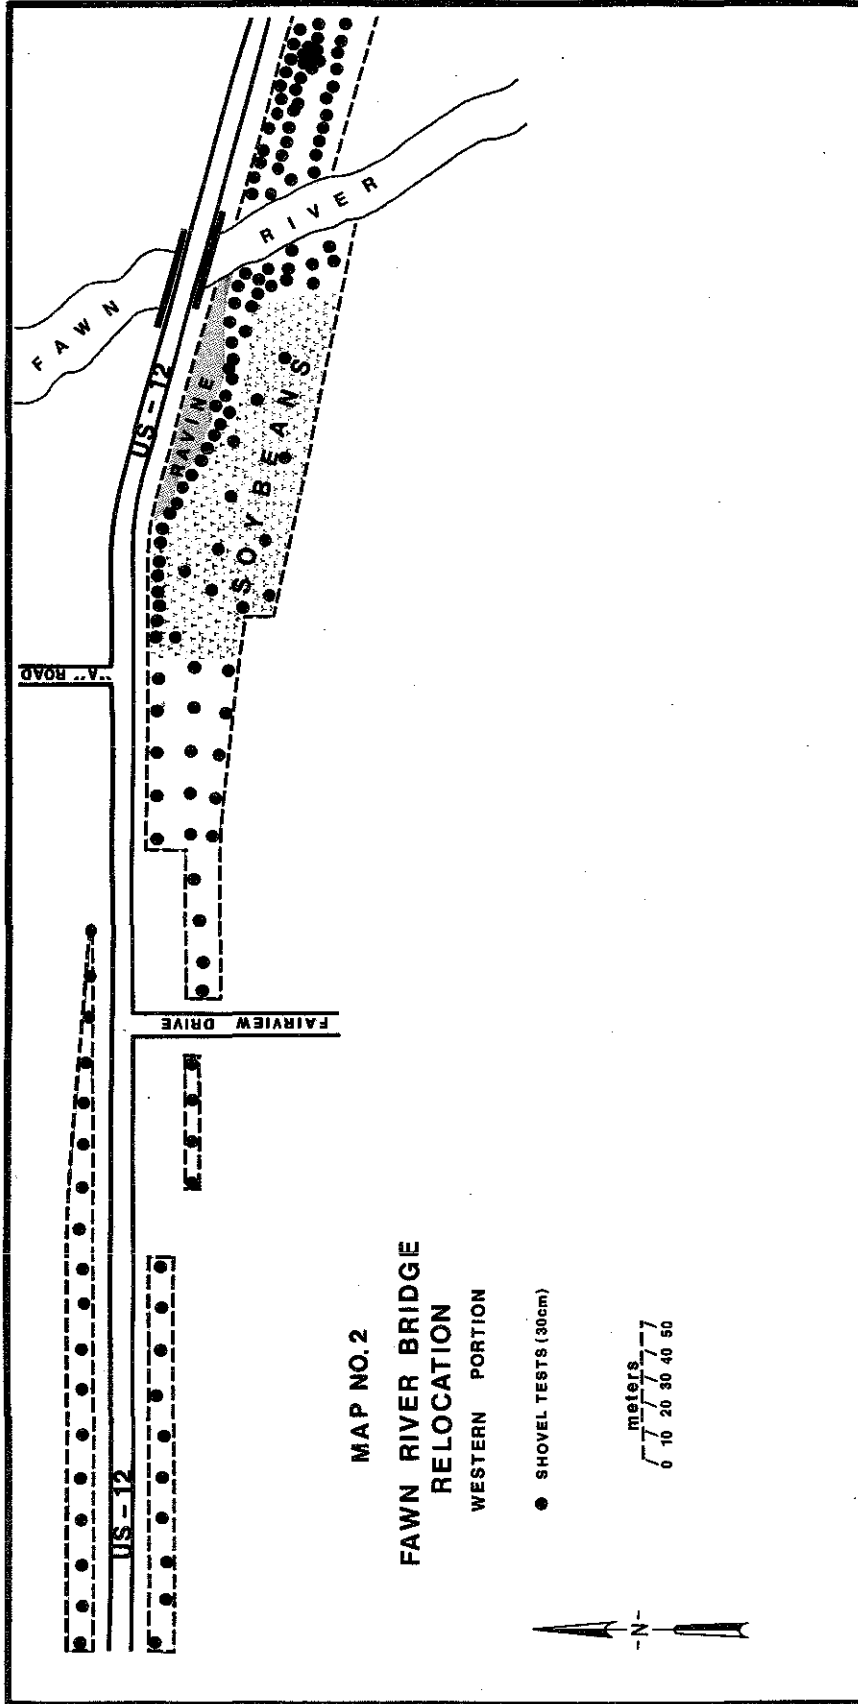 MAP NO.2
FAWN RIVER BRIDGE
RELOCATION
WESTERN PORTION
SHOVEL TESTS (30cm)
meters
0 10 20 30 40 50
-N-
US-12
FAIRVIEW DRIVE
"A" ROAD
US-12
RAVINE
SOYBEANS
FAWN
RIVER